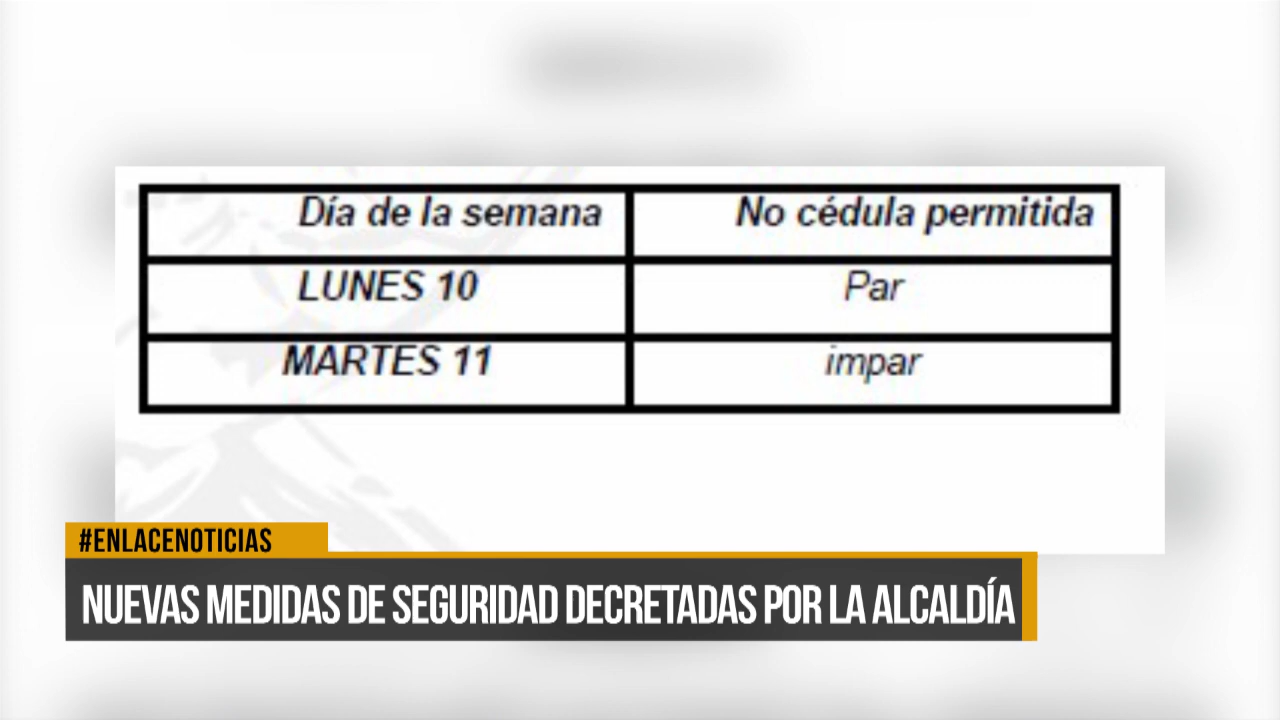 Día de la semana No cédula permitida
LUNES 10 Par
MARTES 11 impar
#ENLACENOTICIAS
NUEVAS MEDIDAS DE SEGURIDAD DECRETADAS POR LA ALCALDÍA